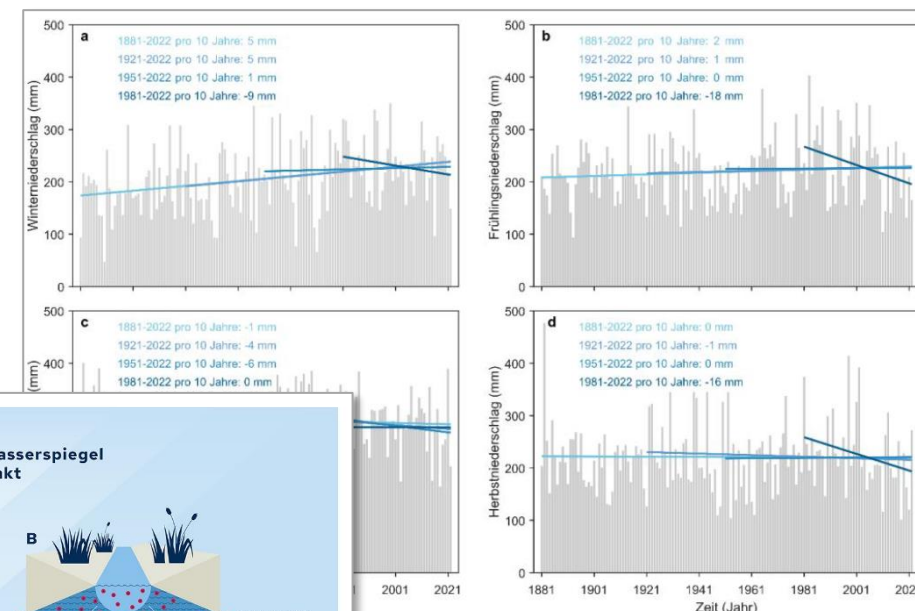 a
1881-2022 pro 10 Jahre: 5 mm
1921-2022 pro 10 Jahre: 5 mm
1951-2022 pro 10 Jahre: 1 mm
1981-2022 pro 10 Jahre: -9 mm
Winterniederschlag (mm)
500
400
300
200
100
0
b
1881-2022 pro 10 Jahre: 2 mm
1921-2022 pro 10 Jahre: 1 mm
1951-2022 pro 10 Jahre: 0 mm
1981-2022 pro 10 Jahre: -18 mm
Frühlingsniederschlag (mm)
500
400
300
200
100
0
c
1881-2022 pro 10 Jahre: -1 mm
1921-2022 pro 10 Jahre: -4 mm
1951-2022 pro 10 Jahre: -6 mm
1981-2022 pro 10 Jahre: 0 mm
(mm)
500
400
2001 2021
d
1881-2022 pro 10 Jahre: 0 mm
1921-2022 pro 10 Jahre: -1 mm
1951-2022 pro 10 Jahre: 0 mm
1981-2022 pro 10 Jahre: -16 mm
Herbstniederschlag (mm)
500
400
300
200
100
0
1881 1901 1921 1941 1961 1981 2001
Zeit (Jahr)
B